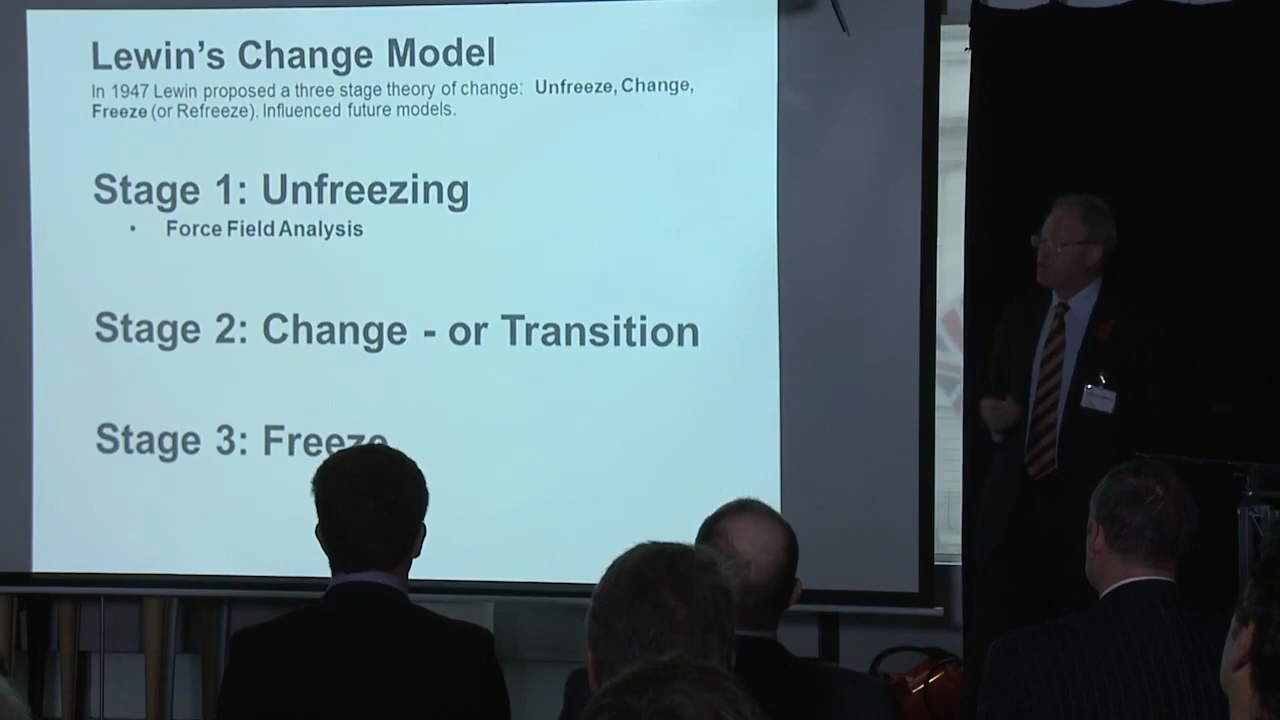 Lewin's Change Model
In 1947 Lewin proposed a three stage theory of change: Unfreeze, Change,
Freeze (or Refreeze). Influenced future models.
Stage 1: Unfreezing
• Force Field Analysis
Stage 2: Change - or Transition
Stage 3: Freeze